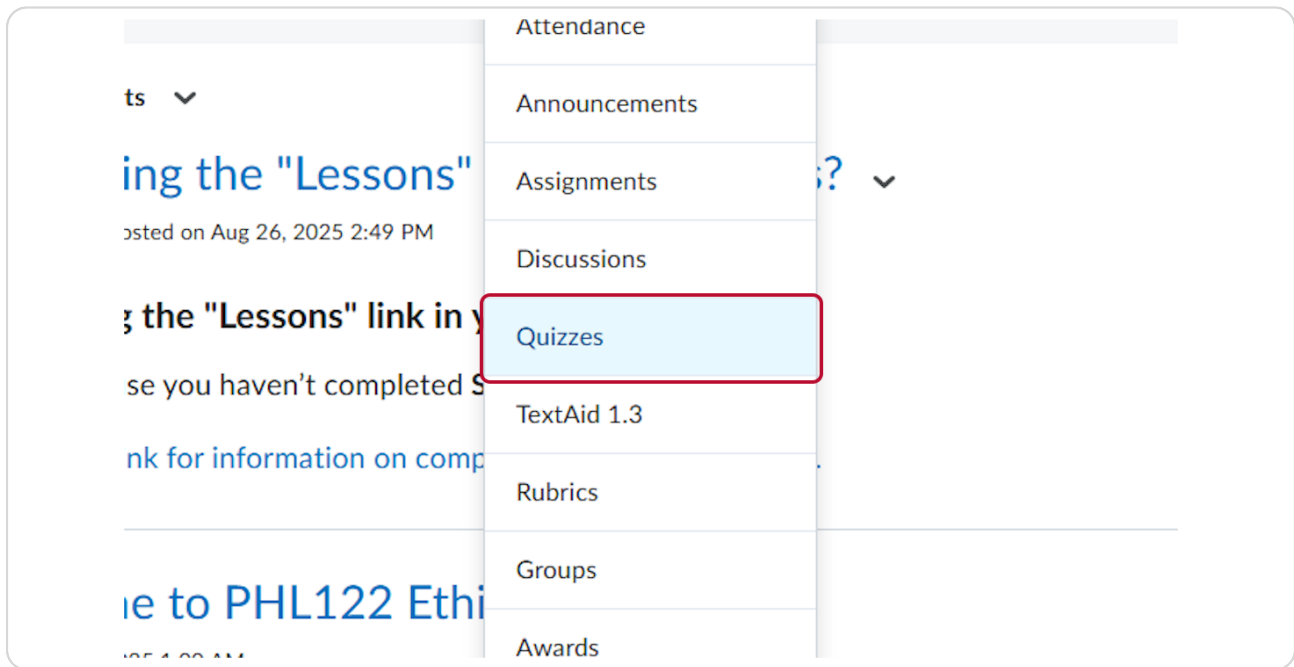 Attendance
ts
Announcements
ing the "Lessons" s?
Assignments
osted on Aug 26, 2025 2:49 PM
Discussions
g the "Lessons" link in y
Quizzes
se you haven't completed S
TextAid 1.3
nk for information on comp .
Rubrics
Groups
ne to PHL122 Ethi
Awards